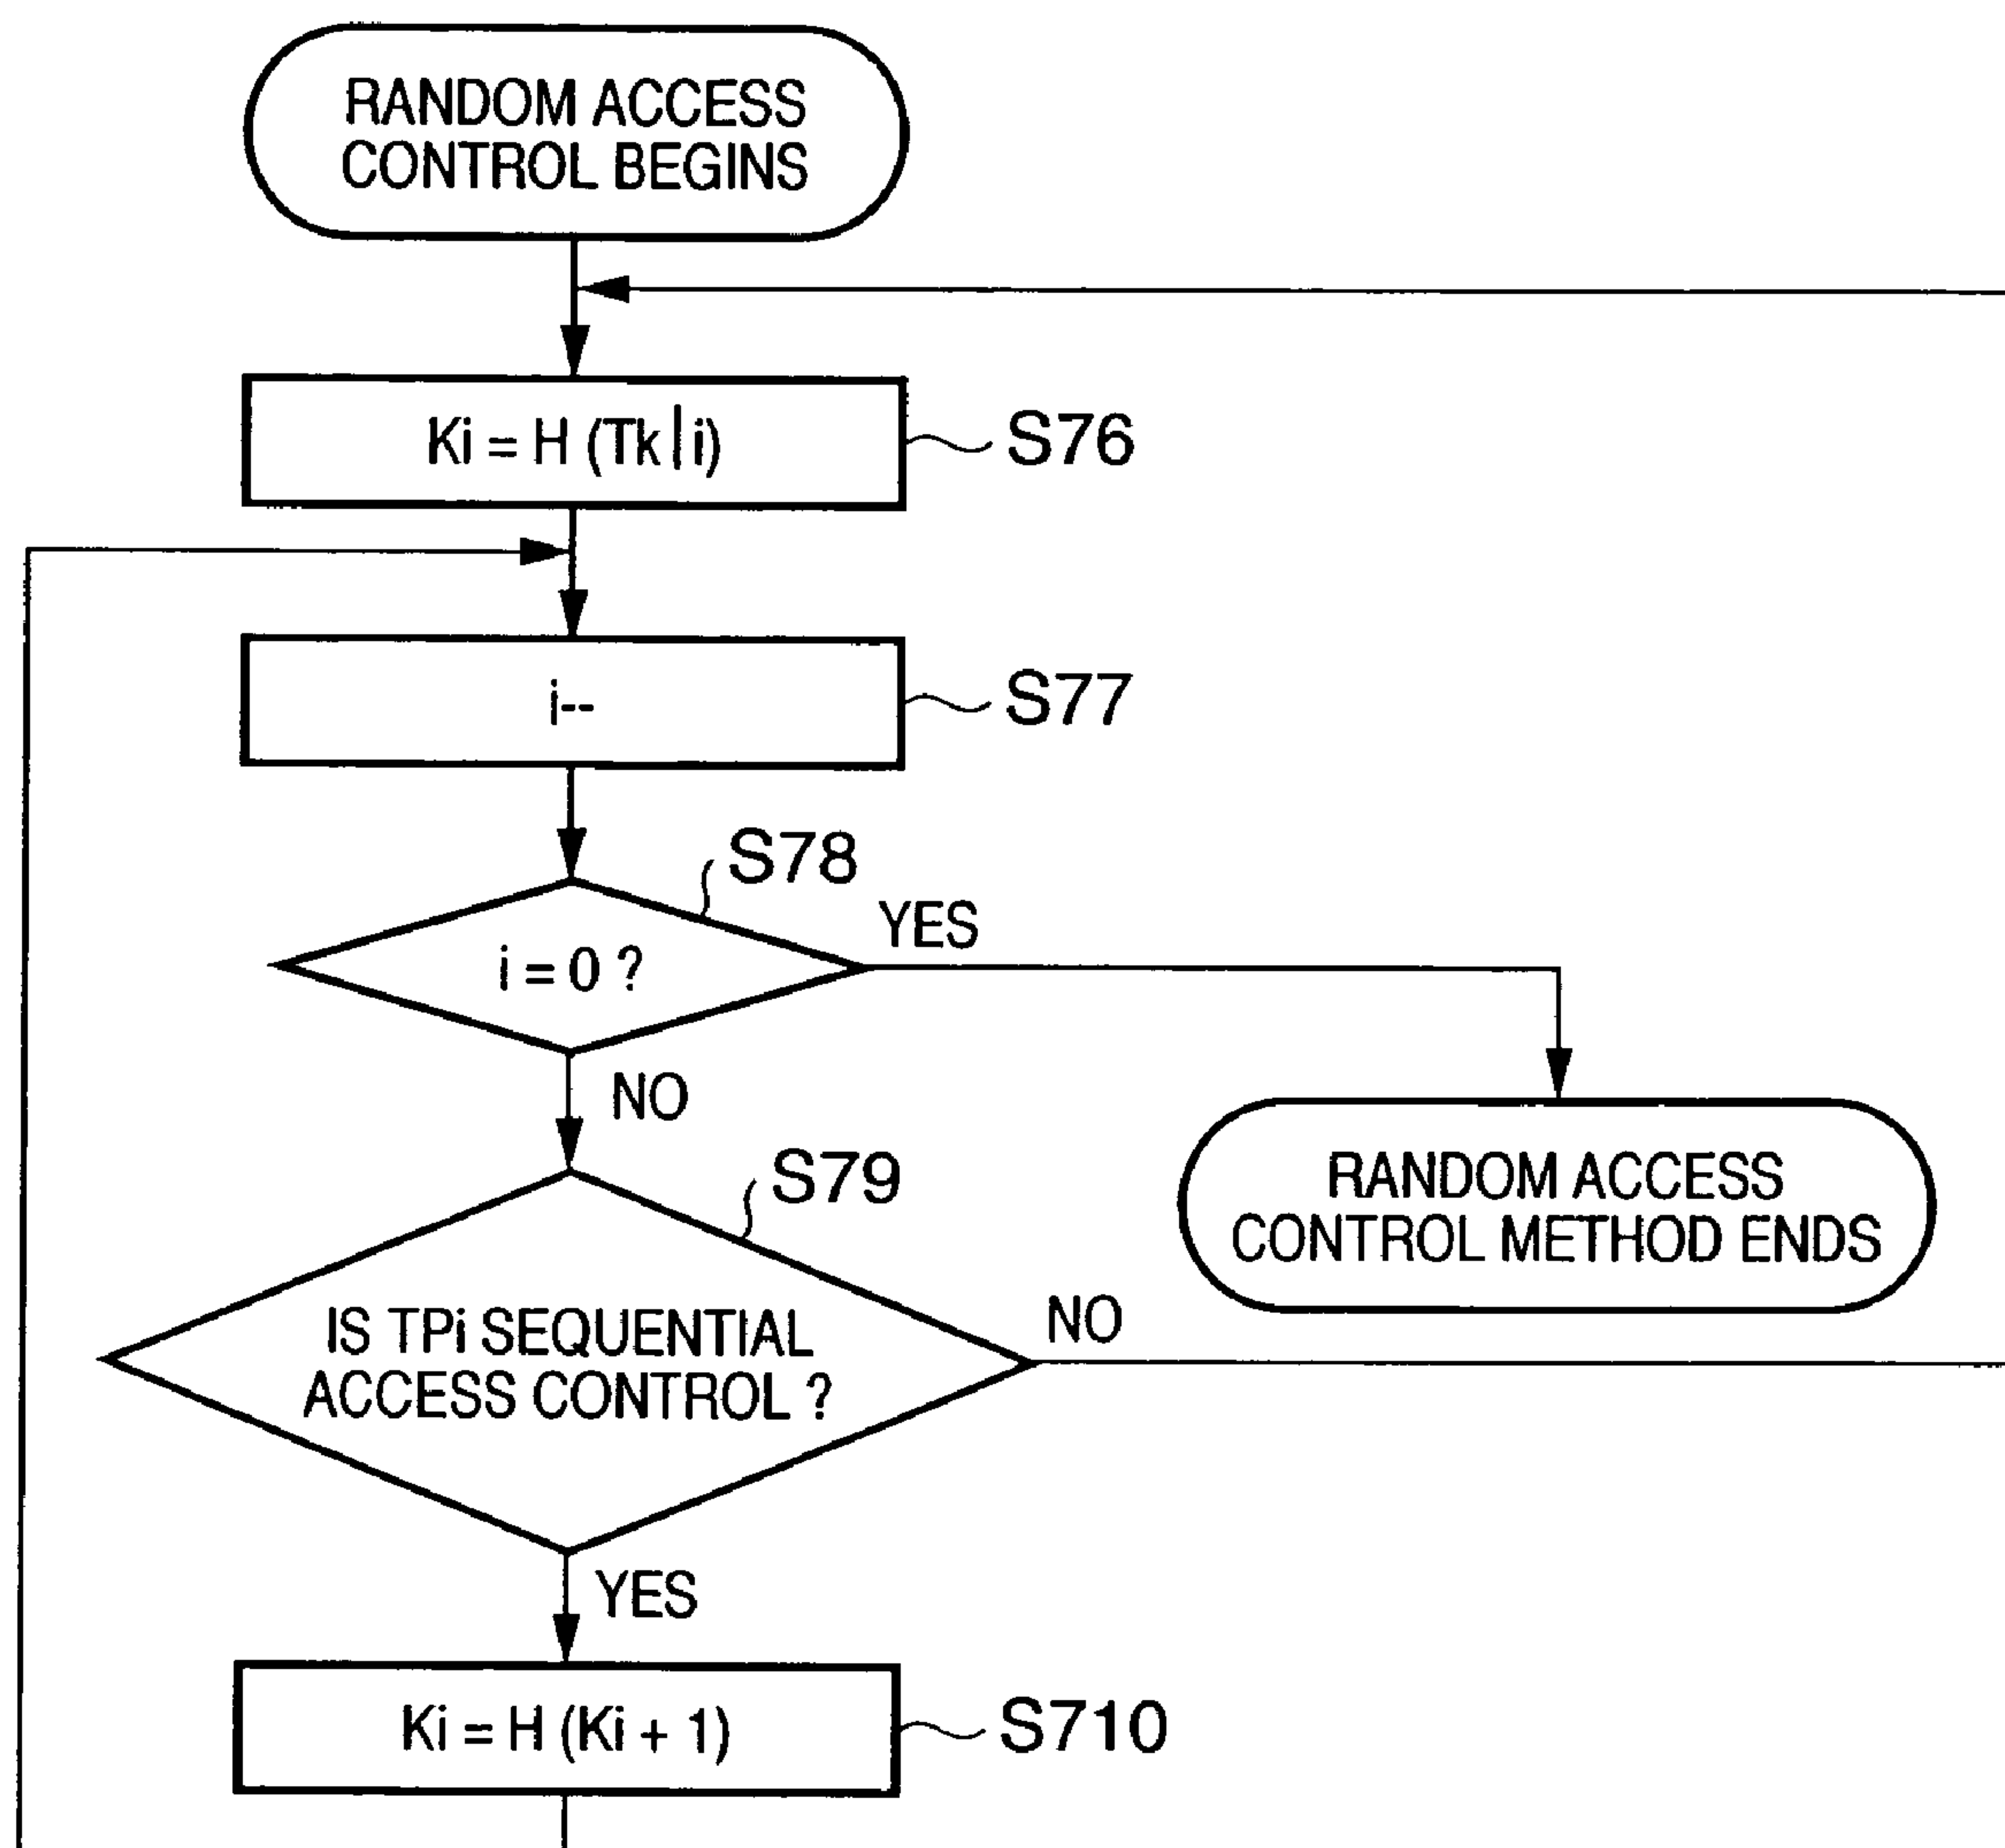 RANDOM ACCESS
CONTROL BEGINS
Ki = H (Tk|i)
S76
i--
S77
S78
YES
i = 0 ?
NO
S79
RANDOM ACCESS
CONTROL METHOD ENDS
NO
IS TPi SEQUENTIAL
ACCESS CONTROL ?
YES
Ki = H (Ki + 1)
S710